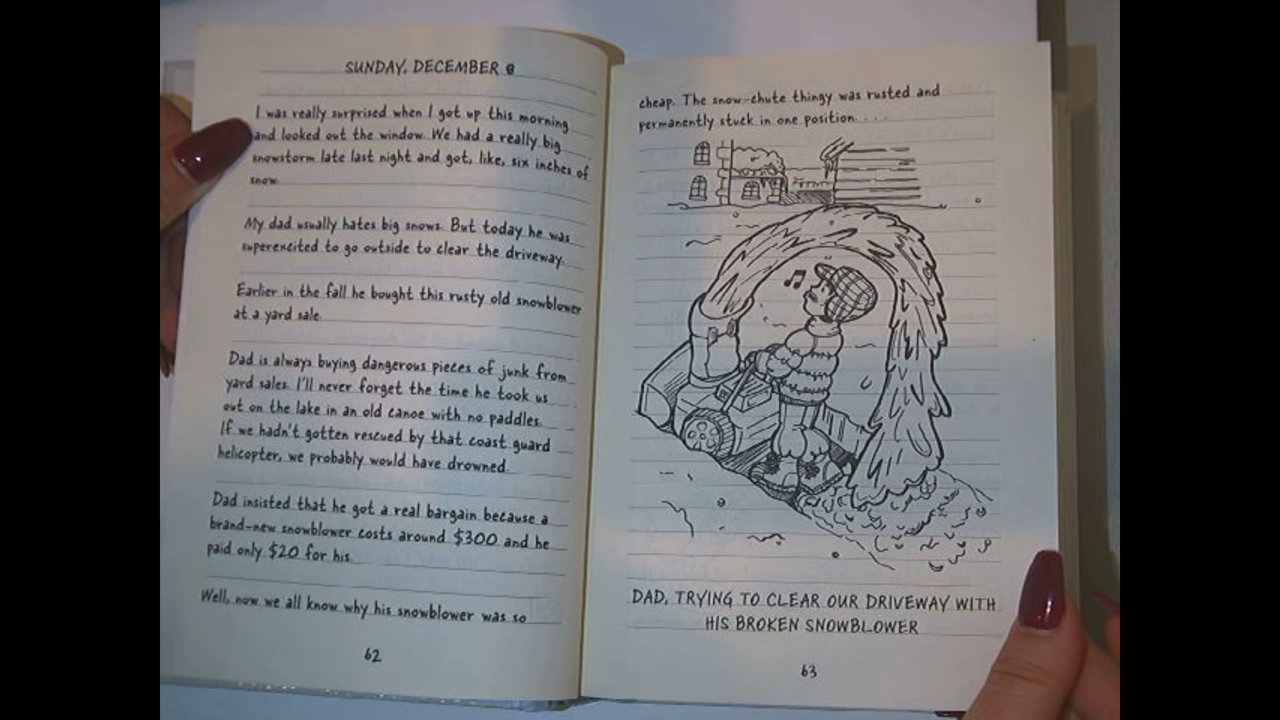 SUNDAY, DECEMBER 8
I was really surprised when I got up this morning
and looked out the window. We had a really big
snowstorm late last night and got, like, six inches of
snow.
My dad usually hates big snows. But today he was
superexcited to go outside to clear the driveway.
Earlier in the fall he bought this rusty old snowblower
at a yard sale.
Dad is always buying dangerous pieces of junk from
yard sales. I'll never forget the time he took us
out on the lake in an old canoe with no paddles.
If we hadn't gotten rescued by that coast guard
helicopter, we probably would have drowned.
Dad insisted that he got a real bargain because a
brand-new snowblower costs around $300 and he
paid only $20 for his.
Well, now we all know why his snowblower was so
62
cheap. The snow-chute thingy was rusted and
permanently stuck in one position . . . .
DAD, TRYING TO CLEAR OUR DRIVEWAY WITH
HIS BROKEN SNOWBLOWER
63